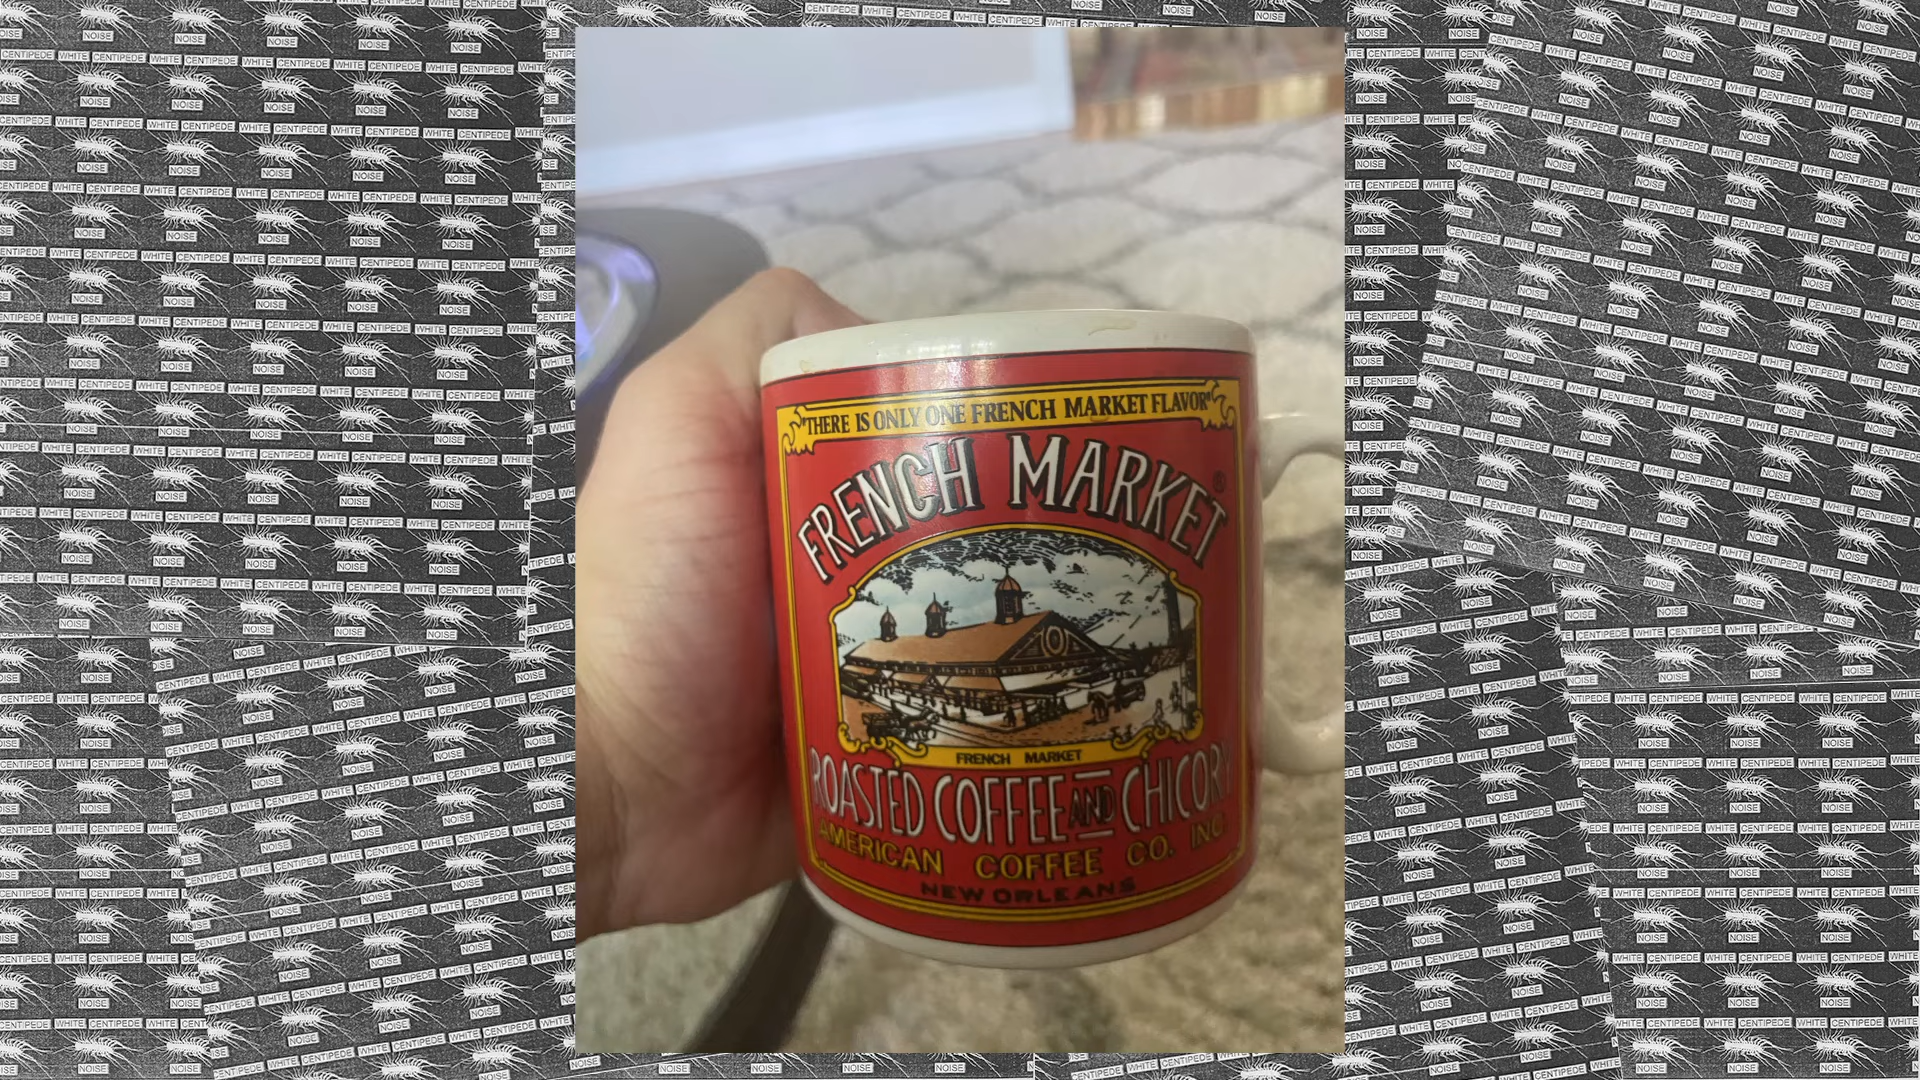 "THERE IS ONLY ONE FRENCH MARKET FLAVOR"
FRENCH MARKET®
FRENCH MARKET
ROASTED COFFEE AND CHICORY
AMERICAN COFFEE CO. INC.
NEW ORLEANS
WHITE CENTIPEDE
NOISE